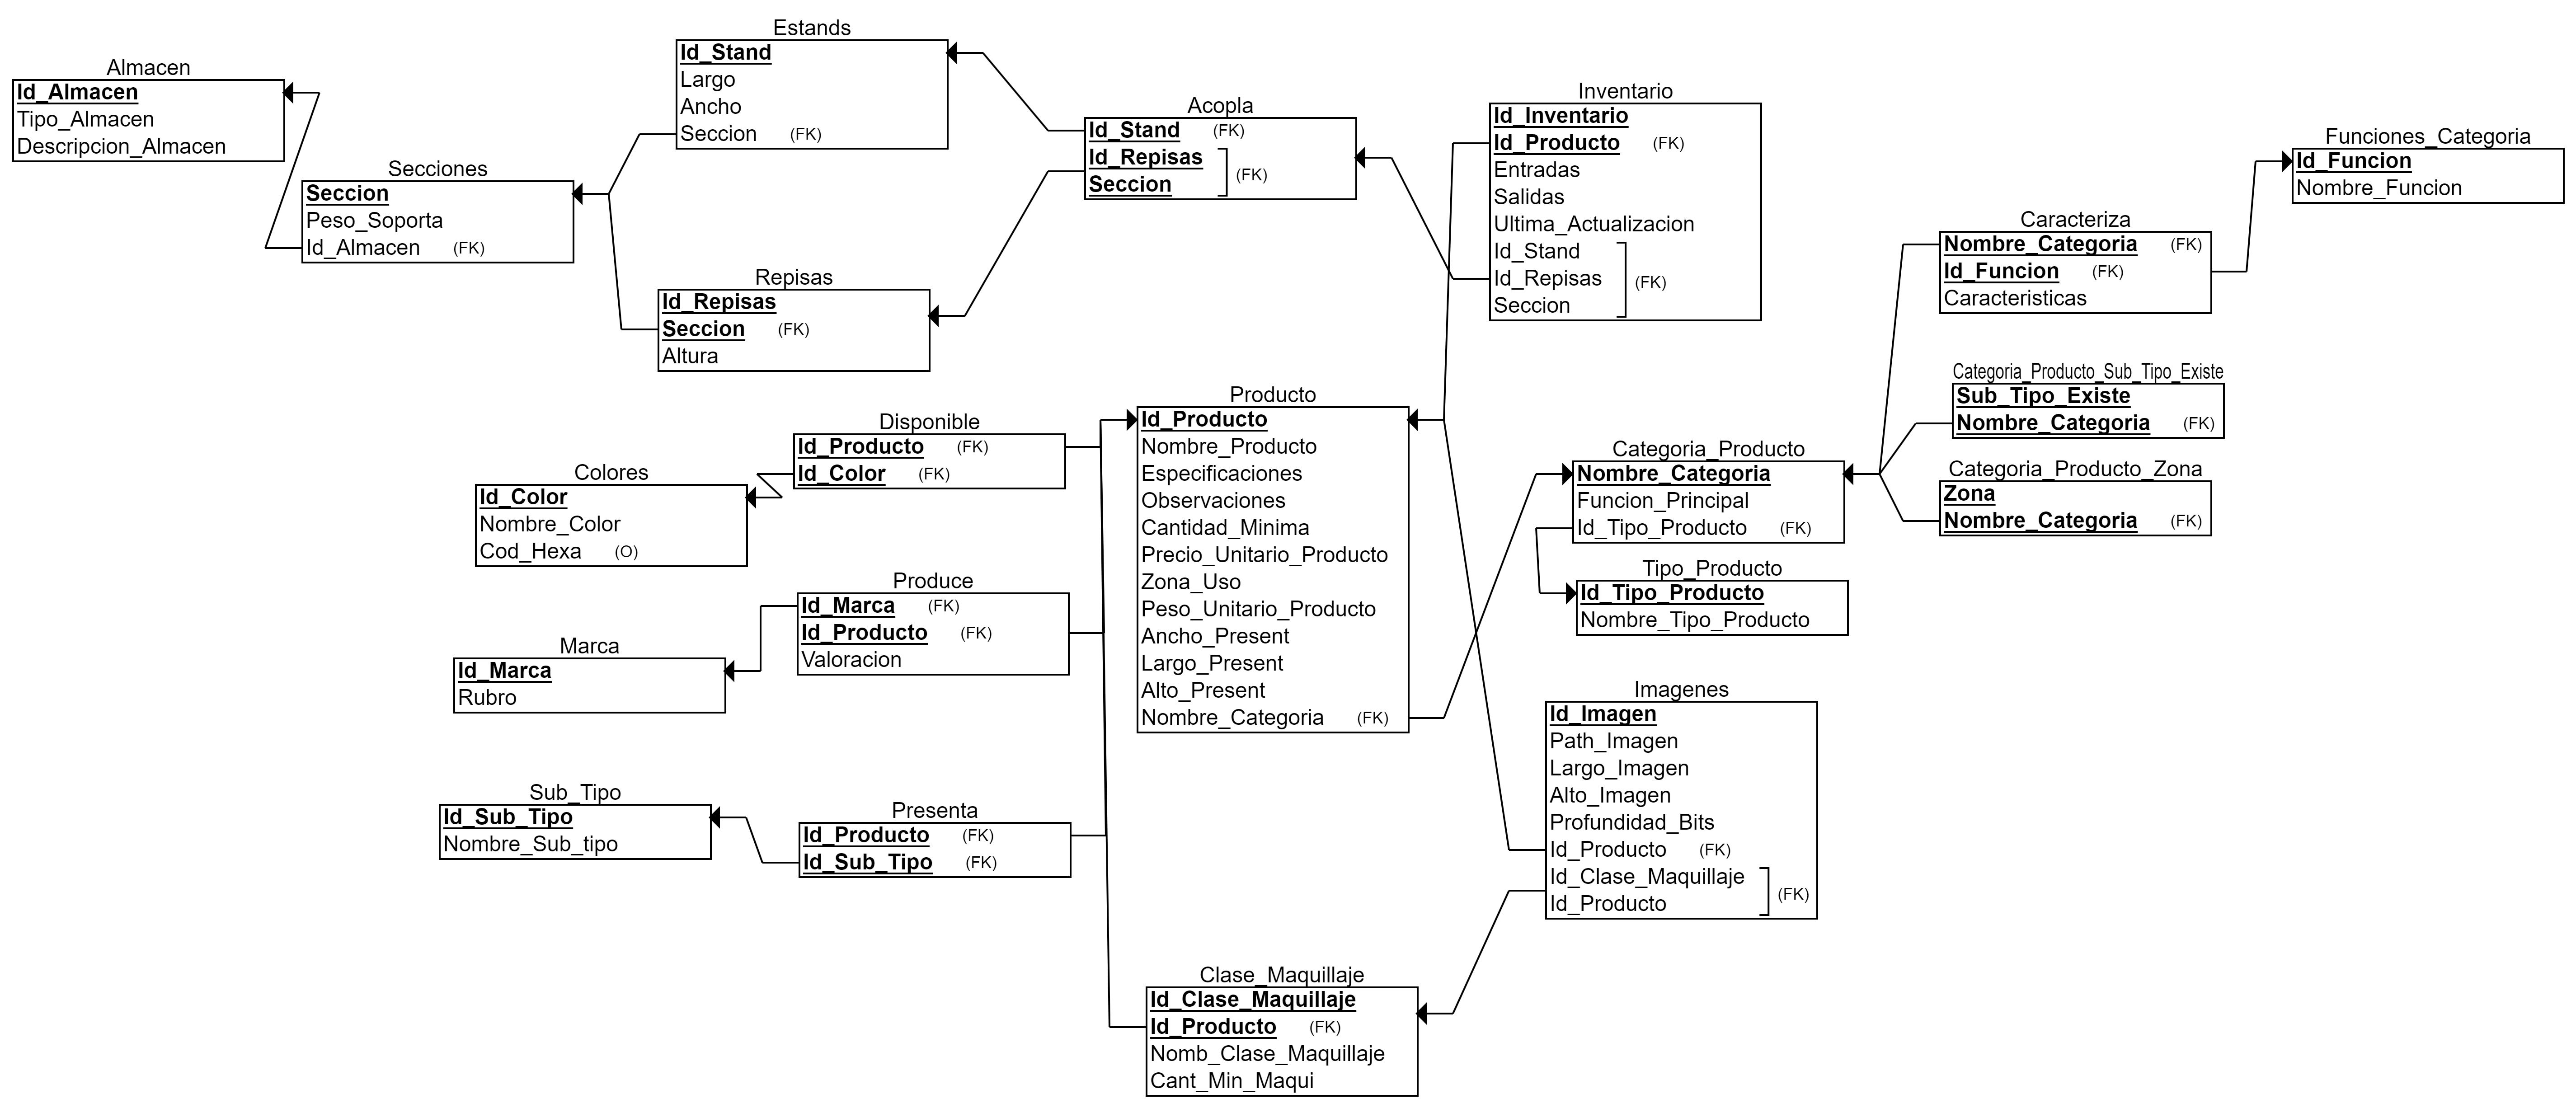 Almacen
Id_Almacen
Tipo_Almacen
Descripcion_Almacen
Secciones
Seccion
Peso_Soporta
Id_Almacen (FK)
Estands
Id_Stand
Largo
Ancho
Seccion (FK)
Repisas
Id_Repisas
Seccion (FK)
Altura
Acopla
Id_Stand (FK)
Id_Repisas
Seccion
(FK)
Inventario
Id_Inventario
Id_Producto (FK)
Entradas
Salidas
Ultima_Actualizacion
Id_Stand
Id_Repisas
Seccion
(FK)
Funciones_Categoria
Id_Funcion
Nombre_Funcion
Caracteriza
Nombre_Categoria (FK)
Id_Funcion (FK)
Caracteristicas
Categoria_Producto_Sub_Tipo_Existe
Sub_Tipo_Existe
Nombre_Categoria (FK)
Categoria_Producto_Zona
Zona
Nombre_Categoria (FK)
Categoria_Producto
Nombre_Categoria
Funcion_Principal
Id_Tipo_Producto (FK)
Tipo_Producto
Id_Tipo_Producto
Nombre_Tipo_Producto
Producto
Id_Producto
Nombre_Producto
Especificaciones
Observaciones
Cantidad_Minima
Precio_Unitario_Producto
Zona_Uso
Peso_Unitario_Producto
Ancho_Present
Largo_Present
Alto_Present
Nombre_Categoria (FK)
Disponible
Id_Producto (FK)
Id_Color (FK)
Colores
Id_Color
Nombre_Color
Cod_Hexa (O)
Produce
Id_Marca (FK)
Id_Producto (FK)
Valoracion
Marca
Id_Marca
Rubro
Sub_Tipo
Id_Sub_Tipo
Nombre_Sub_tipo
Presenta
Id_Producto (FK)
Id_Sub_Tipo (FK)
Imagenes
Id_Imagen
Path_Imagen
Largo_Imagen
Alto_Imagen
Profundidad_Bits
Id_Producto (FK)
Id_Clase_Maquillaje
Id_Producto
(FK)
Clase_Maquillaje
Id_Clase_Maquillaje
Id_Producto (FK)
Nomb_Clase_Maquillaje
Cant_Min_Maqui